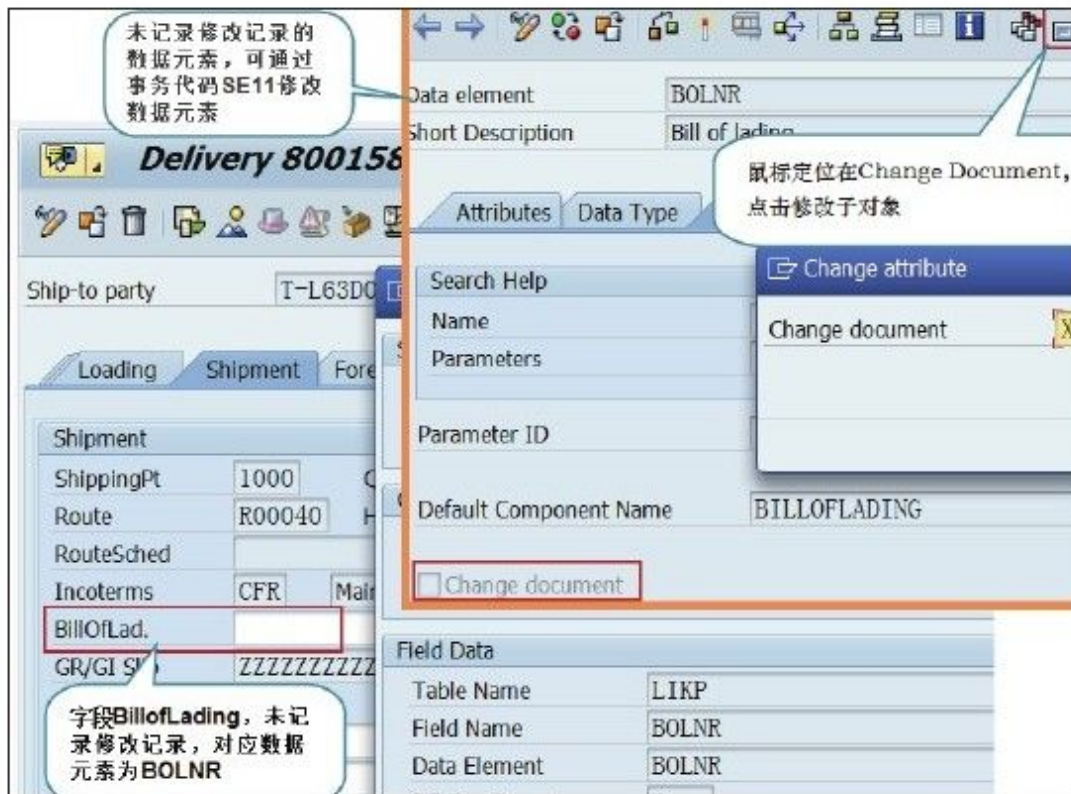 未记录修改记录的
数据元素，可通过
事务代码SE11修改
数据元素
Data element BOLNR
Short Description Bill of lading
鼠标定位在Change Document,
点击修改子对象
Delivery 800158
Attributes Data Type
Ship-to party T-L63D0
Search Help
Name
Parameters
Change attribute
Change document X
Loading Shipment Fore
Parameter ID
Default Component Name BILLOFLADING
Change document
Shipment
ShippingPt 1000
Route R00040
RouteSched
Incoterms CFR Main
BillOfLad.
GR/GI Slip ZZZZZZZZZZZ
字段BillofLading，未记
录修改记录，对应数据
元素为BOLNR
Field Data
Table Name LIKP
Field Name BOLNR
Data Element BOLNR